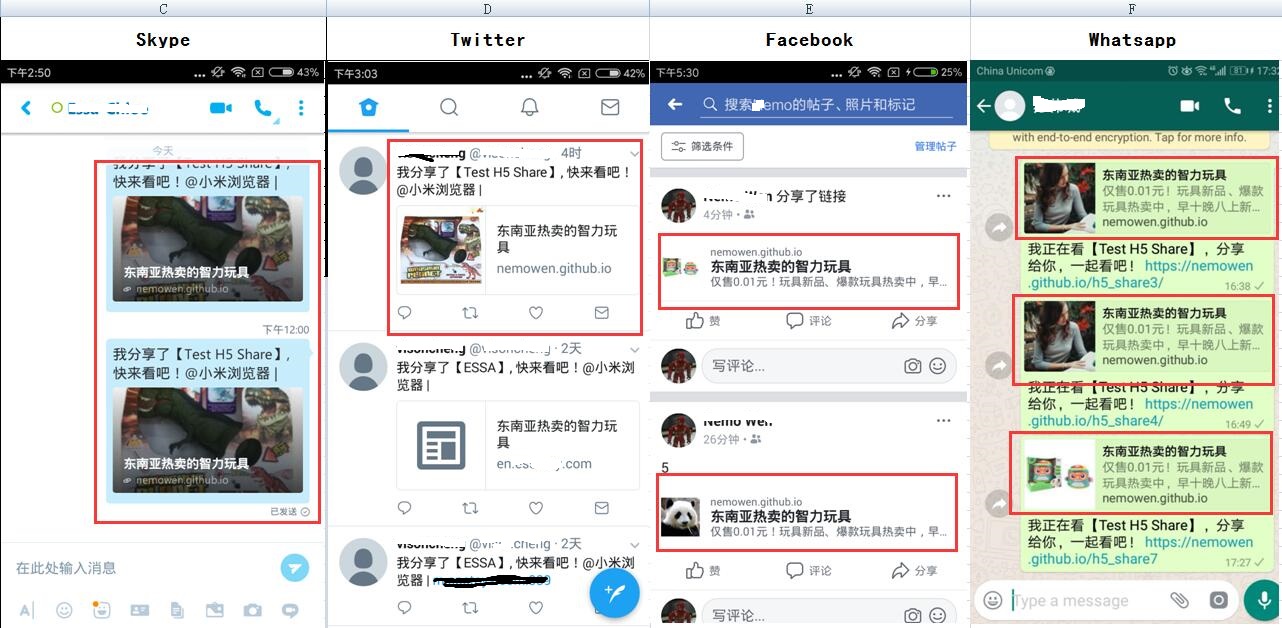 C
D
E
F
Skype
Twitter
Facebook
Whatsapp
下午2:50
43%
今天
我分享了【Test H5 Share】,
快来看吧！@小米浏览器 |
东南亚热卖的智力玩具
nemowen.github.io
下午12:00
我分享了【Test H5 Share】,
快来看吧！@小米浏览器 |
东南亚热卖的智力玩具
nemowen.github.io
已发送
在此处输入消息
下午3:03
42%
4时
我分享了【Test H5 Share】, 快来看吧！
@小米浏览器 |
东南亚热卖的智力玩
具
nemowen.github.io
visoncheng · 2天
我分享了【ESSA】, 快来看吧！@小米浏
览器 |
东南亚热卖的智力玩
具
.com
2天
我分享了【ESSA】, 快来看吧！@小米浏
览器 |
下午5:30
25%
搜索 emo的帖子、照片和标记
筛选条件
管理帖子
Nemo Wen 分享了链接
4分钟
nemowen.github.io
东南亚热卖的智力玩具
仅售0.01元！玩具新品、爆款玩具热卖中，早...
赞
评论
分享
写评论...
Nemo Wen
26分钟
5
nemowen.github.io
东南亚热卖的智力玩具
仅售0.01元！玩具新品、爆款玩具热卖中，早...
赞
评论
分享
写评论...
China Unicom
17:32
with end-to-end encryption. Tap for more info.
东南亚热卖的智力玩具
仅售0.01元！玩具新品、爆款
玩具热卖中，早十晚八上新...
nemowen.github.io
我正在看【Test H5 Share】，分享
给你，一起看吧！ https://nemowen
.github.io/h5_share3/
16:38
东南亚热卖的智力玩具
仅售0.01元！玩具新品、爆款
玩具热卖中，早十晚八上新...
nemowen.github.io
我正在看【Test H5 Share】，分享
给你，一起看吧！ https://nemowen
.github.io/h5_share4/
16:49
东南亚热卖的智力玩具
仅售0.01元！玩具新品、爆款
玩具热卖中，早十晚八上新...
nemowen.github.io
我正在看【Test H5 Share】，分享
给你，一起看吧！ https://nemowen
.github.io/h5_share7
17:27
Type a message